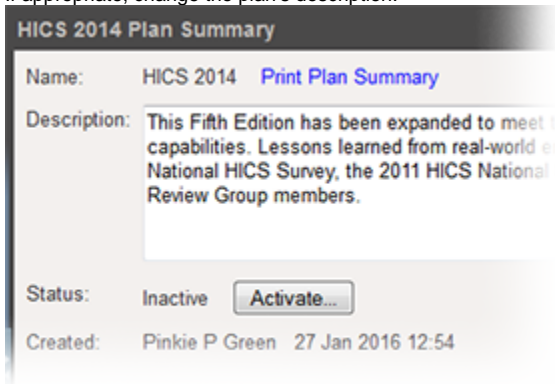 If appropriate, change the plan's description.
HICS 2014 Plan Summary
Name: HICS 2014 Print Plan Summary
Description: This Fifth Edition has been expanded to meet
capabilities. Lessons learned from real-world
National HICS Survey, the 2011 HICS National
Review Group members.
Status: Inactive Activate...
Created: Pinkie P Green 27 Jan 2016 12:54